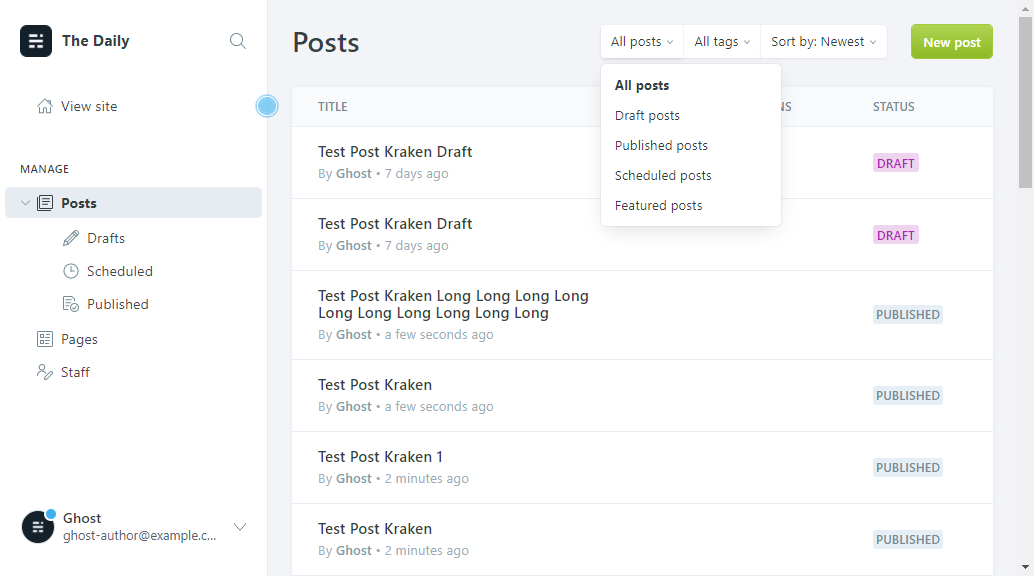 The Daily
View site
MANAGE
Posts
Drafts
Scheduled
Published
Pages
Staff
Ghost
ghost-author@example.c...
Posts
All posts
All tags
Sort by: Newest
New post
All posts
Draft posts
Published posts
Scheduled posts
Featured posts
TITLE
NS
STATUS
Test Post Kraken Draft
By Ghost • 7 days ago
DRAFT
Test Post Kraken Draft
By Ghost • 7 days ago
DRAFT
Test Post Kraken Long Long Long Long
Long Long Long Long Long Long
By Ghost • a few seconds ago
PUBLISHED
Test Post Kraken
By Ghost • a few seconds ago
PUBLISHED
Test Post Kraken 1
By Ghost • 2 minutes ago
PUBLISHED
Test Post Kraken
By Ghost • 2 minutes ago
PUBLISHED